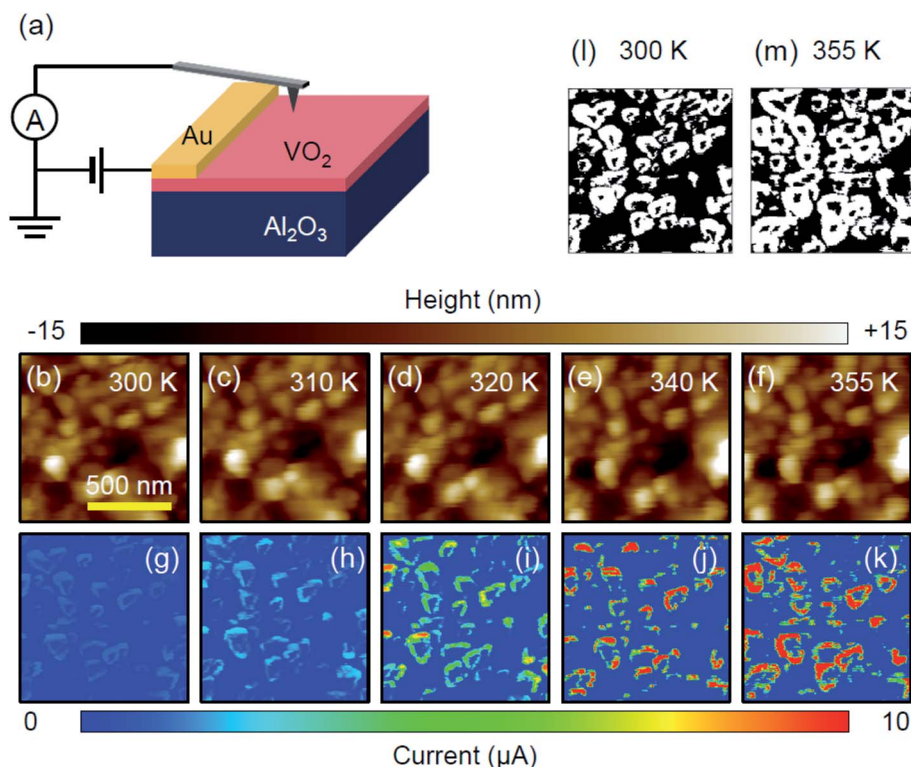 (a)
A
Au
VO₂
Al₂O₃
(l) 300 K
(m) 355 K
Height (nm)
-15
+15
(b) 300 K
500 nm
(c) 310 K
(d) 320 K
(e) 340 K
(f) 355 K
(g)
(h)
(i)
(j)
(k)
0
10
Current (µA)